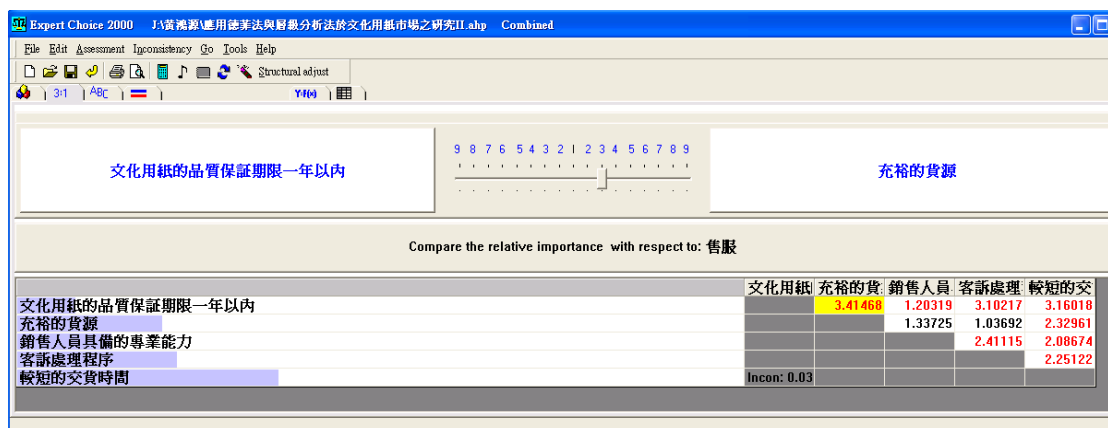 Expert Choice 2000 J:\黃鴻源\應用德菲法與層級分析法於文化用紙市場之研究II.ahp Combined
File Edit Assessment Inconsistency Go Tools Help
Structural adjust
3:1 ABC Y=F(x)
9 8 7 6 5 4 3 2 1 2 3 4 5 6 7 8 9
文化用紙的品質保証期限一年以內 充裕的貨源
Compare the relative importance with respect to: 售服
文化用紙 充裕的貨 銷售人員 客訴處理 較短的交
文化用紙的品質保証期限一年以內 3.41468 1.20319 3.10217 3.16018
充裕的貨源 1.33725 1.03692 2.32961
銷售人員具備的專業能力 2.41115 2.08674
客訴處理程序 2.25122
較短的交貨時間 Incon: 0.03